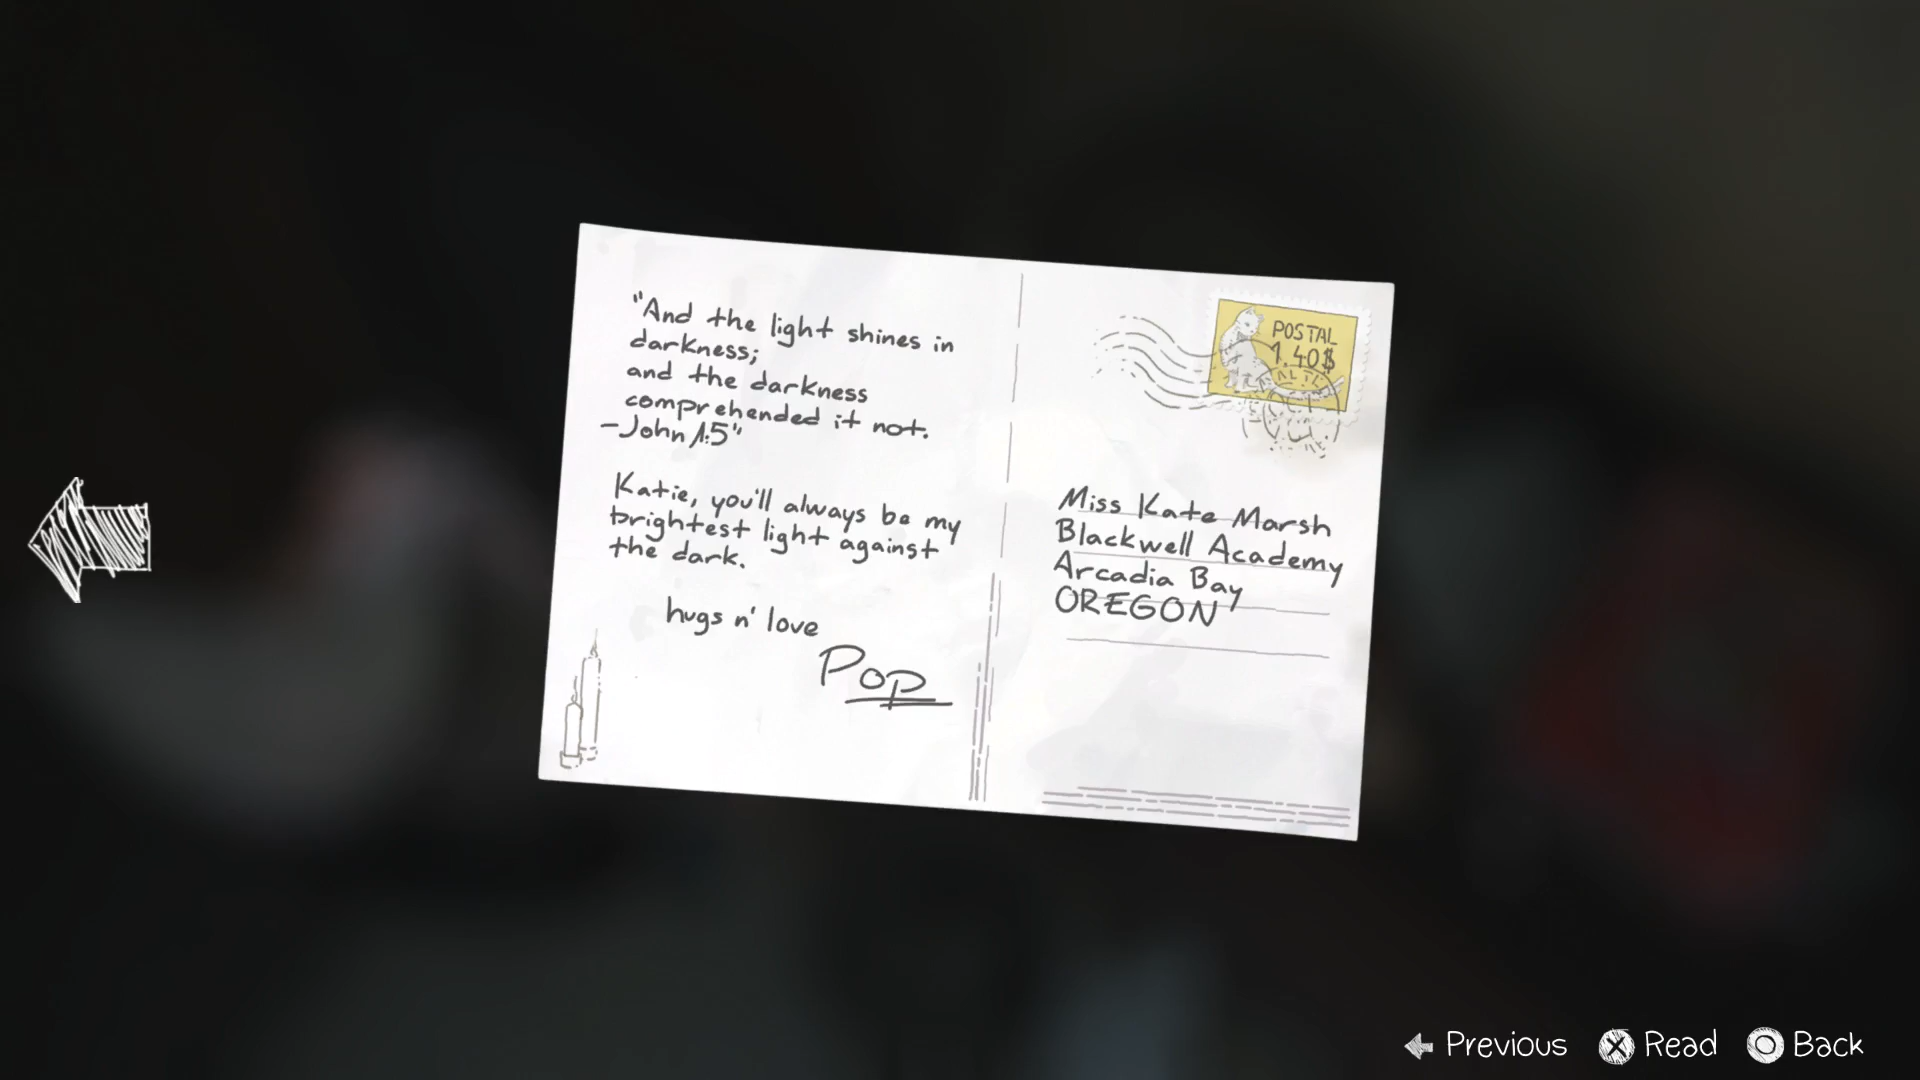 "And the light shines in
darkness;
and the darkness
comprehended it not.
-John 1:5"
Katie, you'll always be my
brightest light against
the dark.
hugs n' love
Pop
POSTAL
1.40$
Miss Kate Marsh
Blackwell Academy
Arcadia Bay
OREGON
Previous
Read
Back